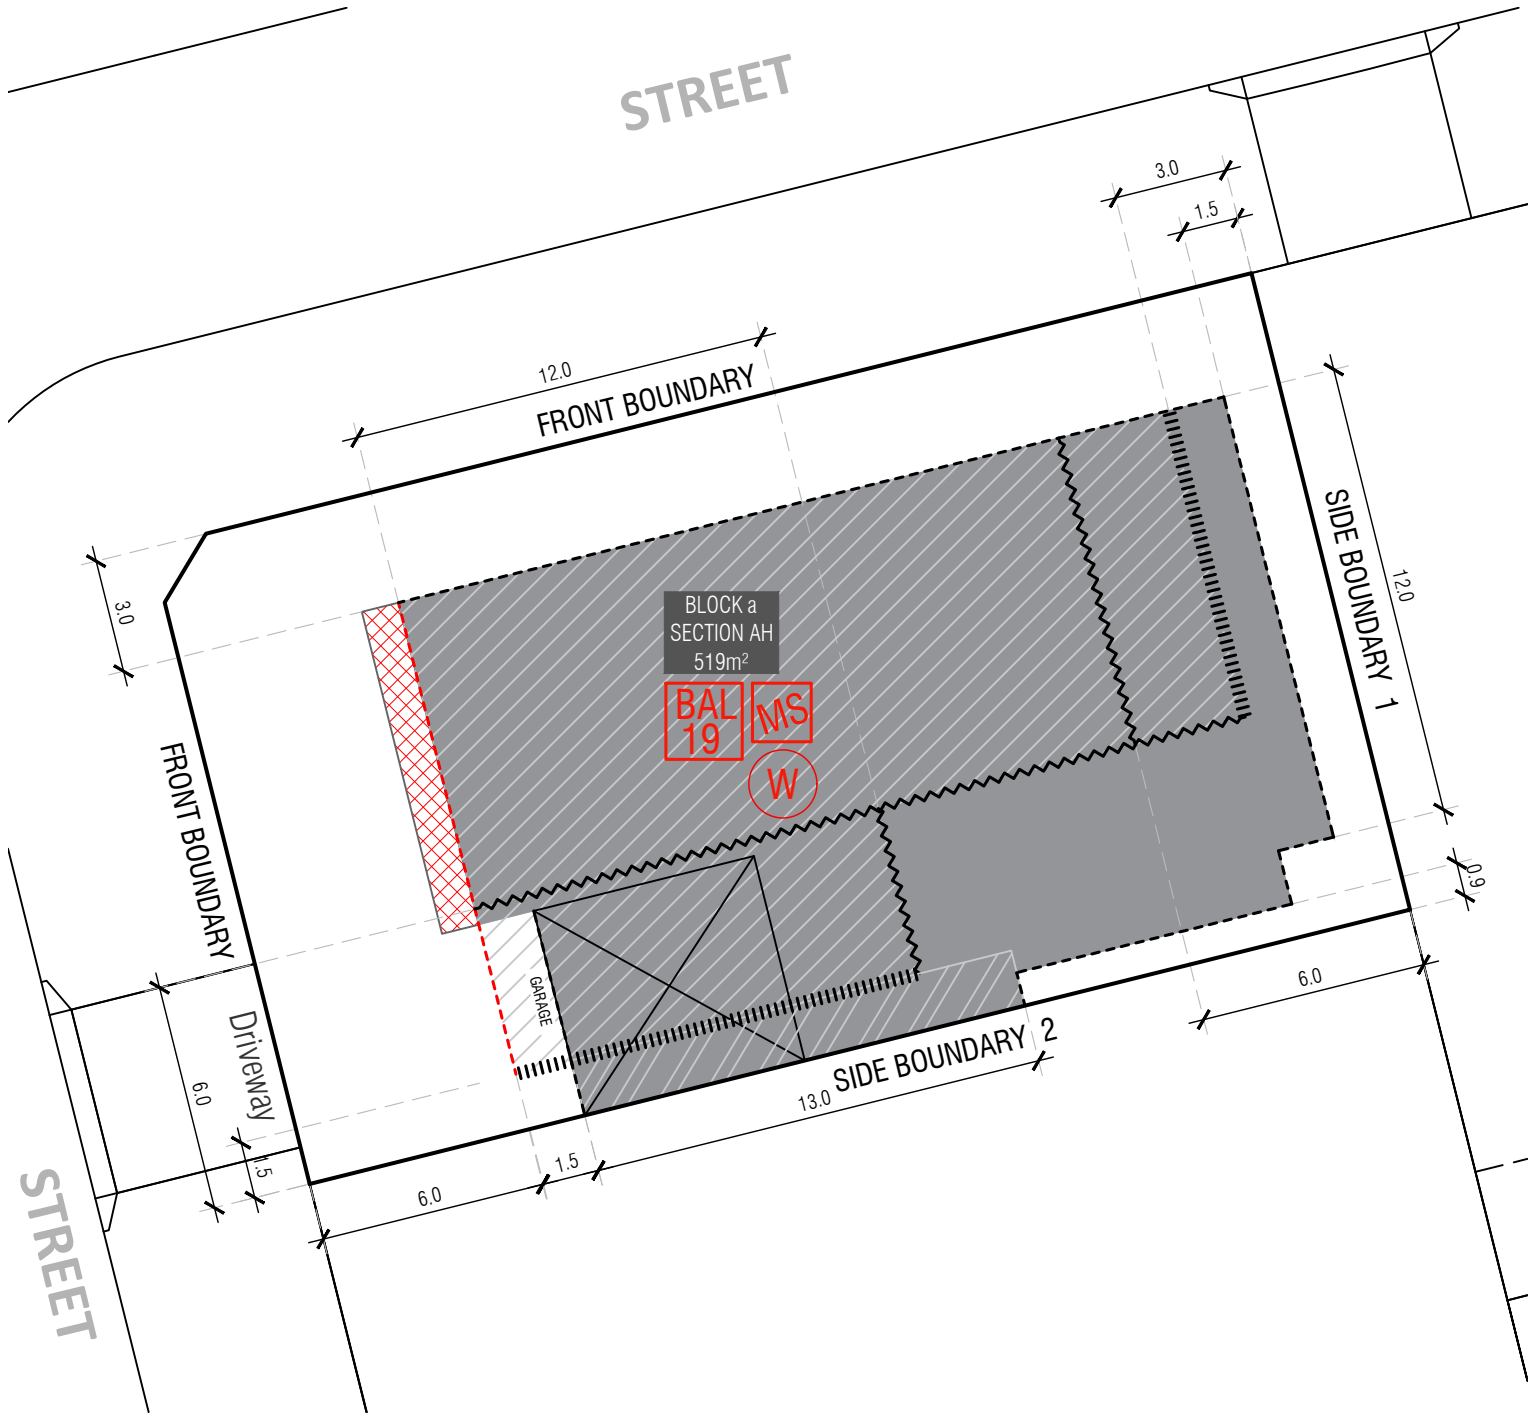 STREET
3.0
1.5
12.0
FRONT BOUNDARY
SIDE BOUNDARY 1
12.0
3.0
BLOCK a
SECTION AH
519m²
BAL
19
MS
W
FRONT BOUNDARY
0.9
GARAGE
6.0
Driveway
6.0
SIDE BOUNDARY 2
13.0
1.5
1.5
6.0
STREET